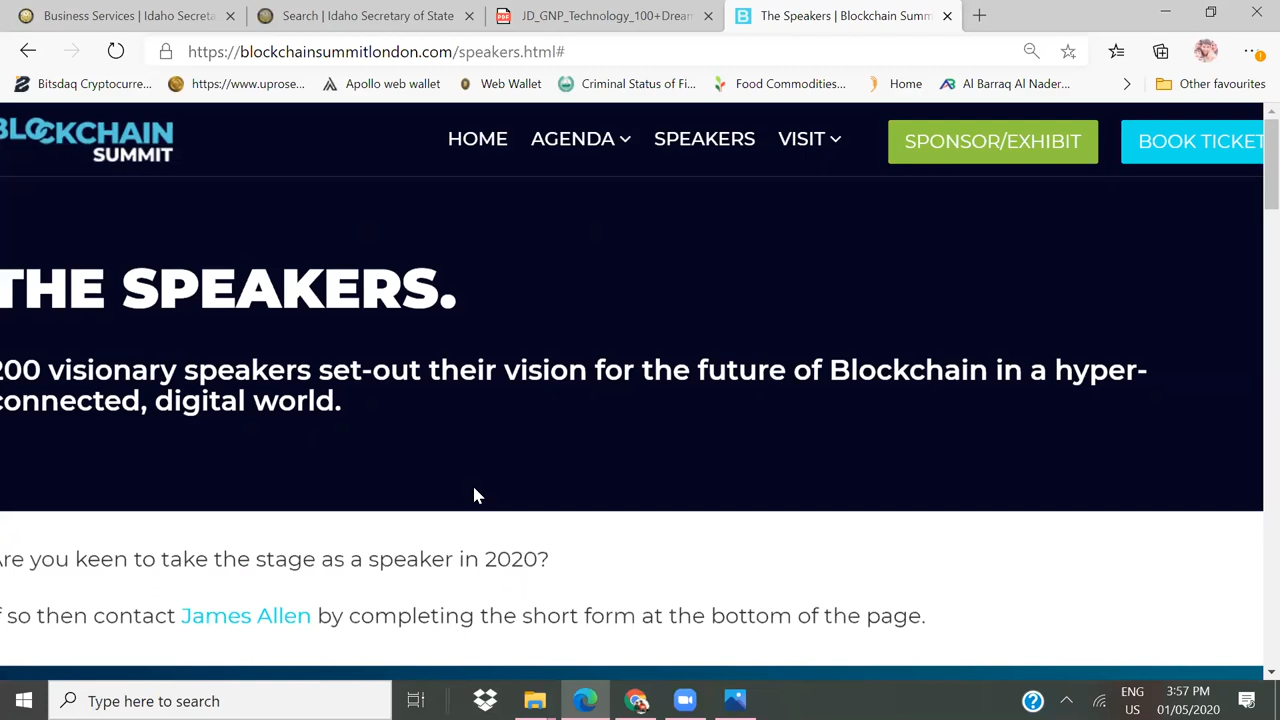 "Business Services | Idaho Secreta
Search | Idaho Secretary of State
JD_GNP_Technology_100+Dream
The Speakers | Blockchain Summ
https://blockchainsummitlondon.com/speakers.html#
Bitsdaq Cryptocurre...
https://www.uprose...
Apollo web wallet
Web Wallet
Criminal Status of Fi...
Food Commodities...
Home
Al Barraq Al Nader...
Other favourites
BLOCKCHAIN
SUMMIT
HOME
AGENDA
SPEAKERS
VISIT
SPONSOR/EXHIBIT
BOOK TICKET
THE SPEAKERS.
200 visionary speakers set-out their vision for the future of Blockchain in a hyper-
connected, digital world.
Are you keen to take the stage as a speaker in 2020?
f so then contact James Allen by completing the short form at the bottom of the page.
Type here to search
ENG
US
3:57 PM
01/05/2020